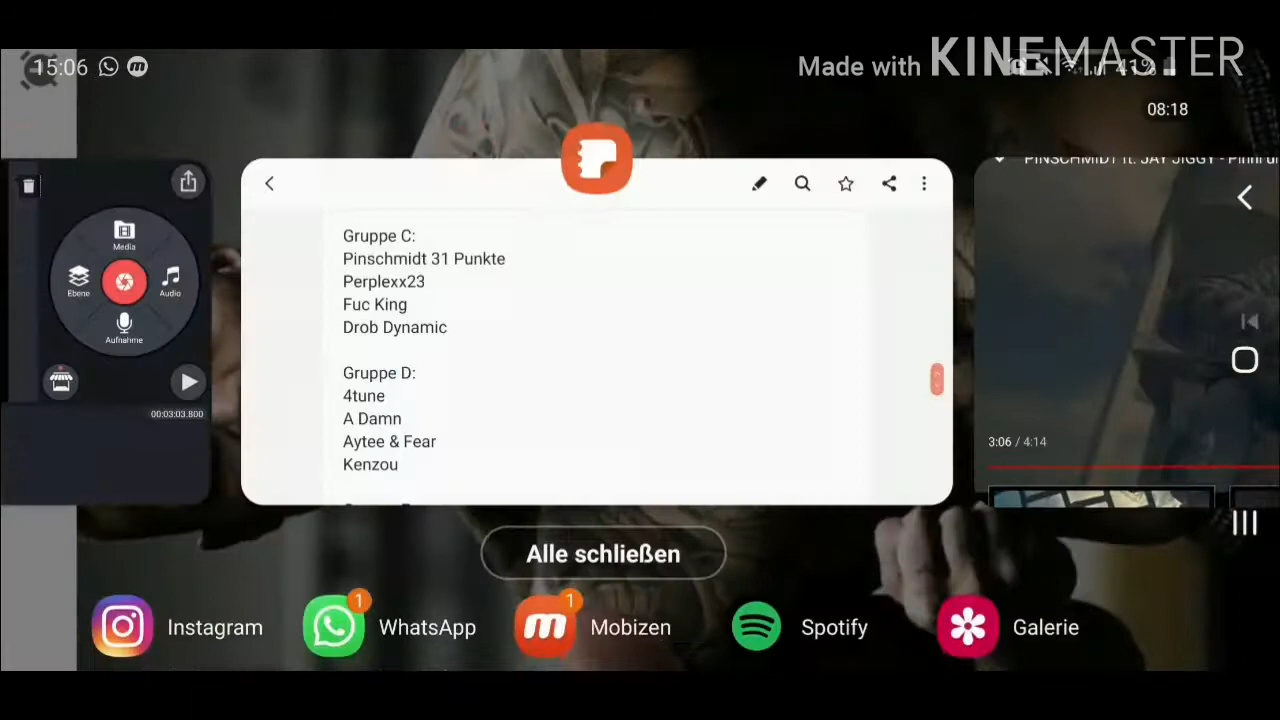 Made with KINEMASTER
15:06
41%
08:18
PINSCHMIDT ft. JAY JIGGY -
Media
Ebene
Audio
Aufnahme
00:03:03.800
Gruppe C:
Pinschmidt 31 Punkte
Perplexx23
Fuc King
Drob Dynamic
Gruppe D:
4tune
A Damn
Aytee & Fear
Kenzou
3:06 / 4:14
Alle schließen
1
1
Instagram
WhatsApp
Mobizen
Spotify
Galerie